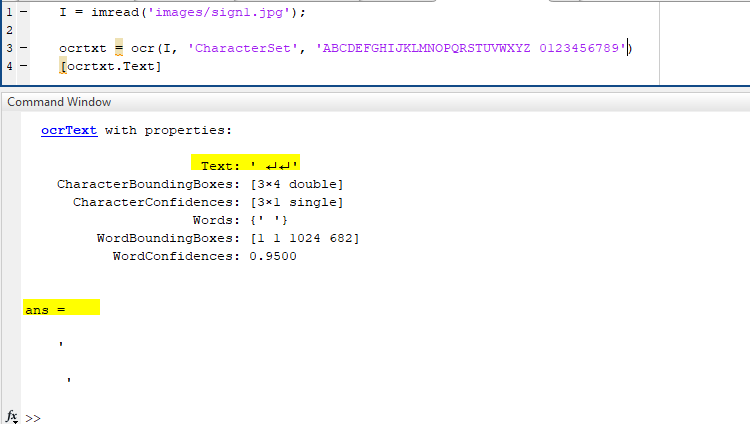 1 – I = imread('images/sign1.jpg');
2
3 – ocrtxt = ocr(I, 'CharacterSet', 'ABCDEFGHIJKLMNOPQRSTUVWXYZ 0123456789')
4 – [ocrtxt.Text]
Command Window
ocrText with properties:
Text: ' ↵↵'
CharacterBoundingBoxes: [3×4 double]
CharacterConfidences: [3×1 single]
Words: {' '}
WordBoundingBoxes: [1 1 1024 682]
WordConfidences: 0.9500
ans =
'
'
fx >>